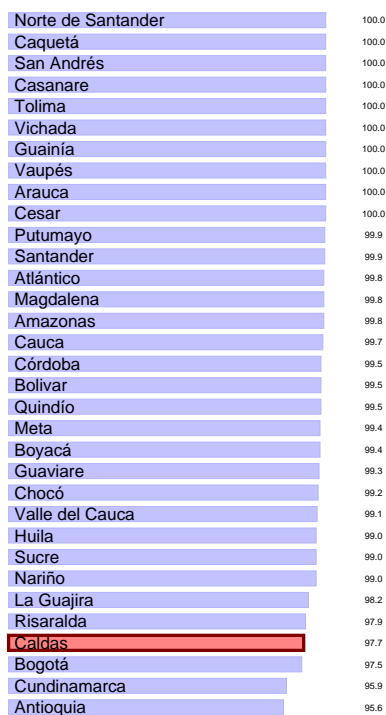 Norte de Santander 100.0
Caquetá 100.0
San Andrés 100.0
Casanare 100.0
Tolima 100.0
Vichada 100.0
Guainía 100.0
Vaupés 100.0
Arauca 100.0
Cesar 100.0
Putumayo 99.9
Santander 99.9
Atlántico 99.8
Magdalena 99.8
Amazonas 99.8
Cauca 99.7
Córdoba 99.5
Bolivar 99.5
Quindío 99.5
Meta 99.4
Boyacá 99.4
Guaviare 99.3
Chocó 99.2
Valle del Cauca 99.1
Huila 99.0
Sucre 99.0
Nariño 99.0
La Guajira 98.2
Risaralda 97.9
Caldas 97.7
Bogotá 97.5
Cundinamarca 95.9
Antioquia 95.6